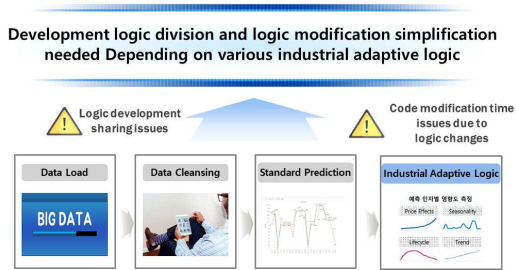 Development logic division and logic modification simplification
needed Depending on various industrial adaptive logic
Logic development
sharing issues
Code modification time
issues due to
logic changes
Data Load
BIG DATA
Data Cleansing
Standard Prediction
Industrial Adaptive Logic
예측 인자별 영향도 측정
Price Effects
Seasonality
Lifecycle
Trend